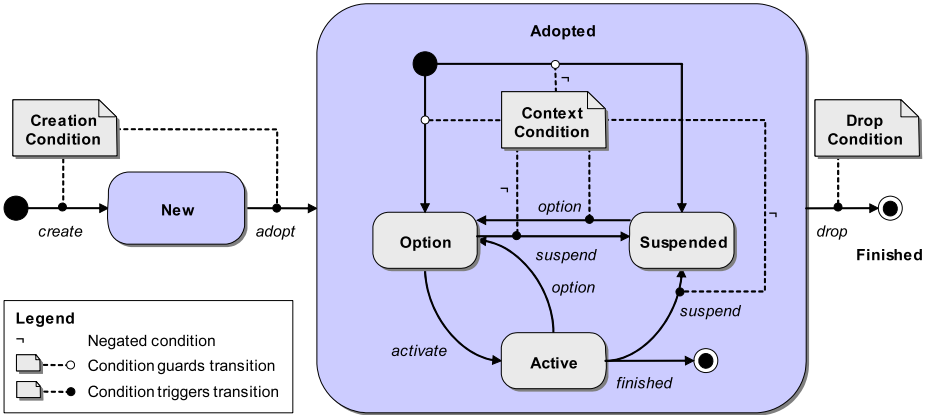 Adopted
¬
Creation
Condition
Context
Condition
Drop
Condition
New
¬
¬
create
adopt
option
Option
Suspended
suspend
drop
Finished
option
suspend
activate
Active
finished
Legend
¬ Negated condition
Condition guards transition
Condition triggers transition